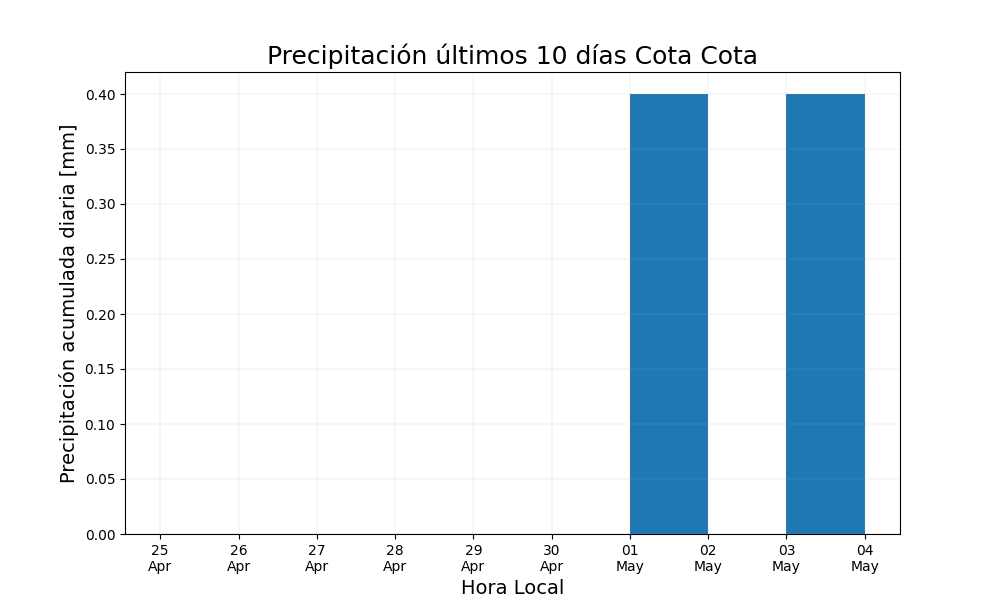 Precipitación últimos 10 días Cota Cota
Precipitación acumulada diaria [mm]
0.40
0.35
0.30
0.25
0.20
0.15
0.10
0.05
0.00
25 26 27 28 29 30 01 02 03 04
Apr Apr Apr Apr Apr Apr May May May May
Hora Local